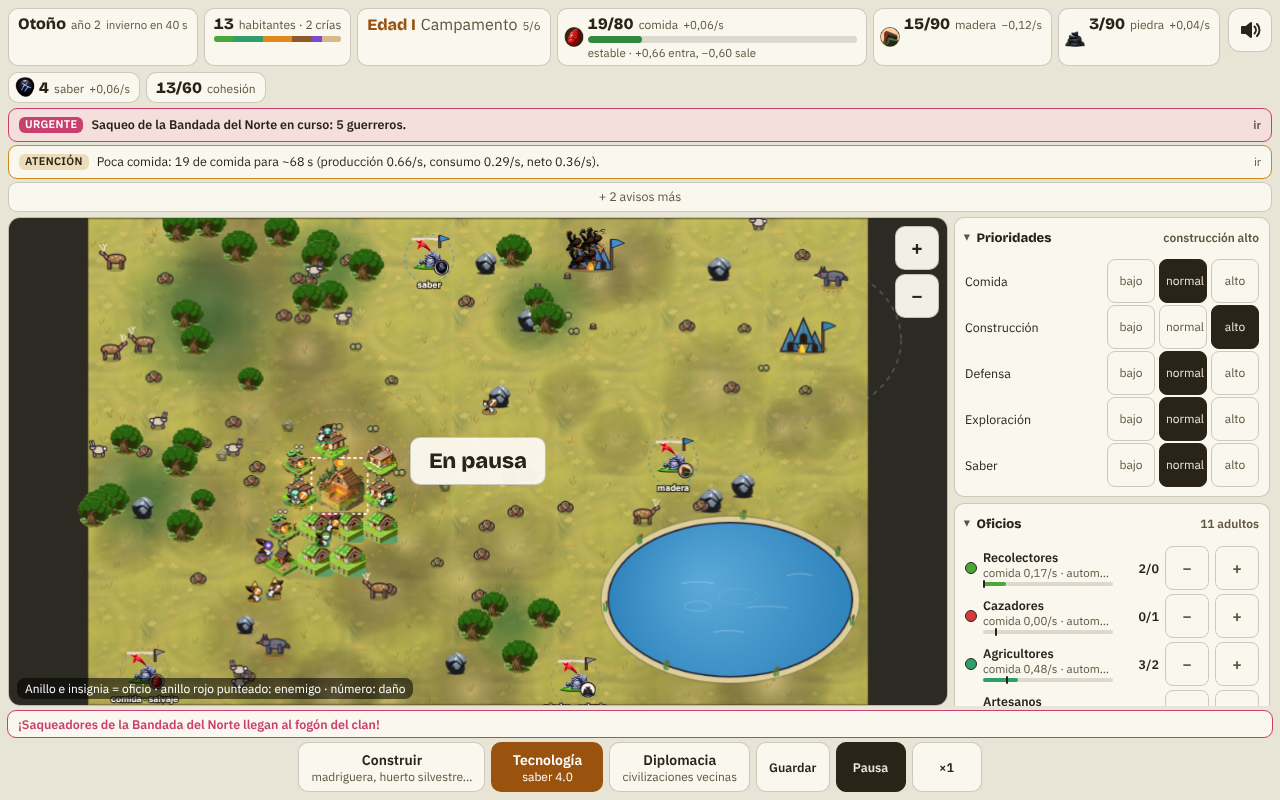 Otoño año 2 invierno en 40 s
13 habitantes · 2 crías
Edad I Campamento 5/6
19/80 comida +0,06/s
estable · +0,66 entra, −0,60 sale
15/90 madera −0,12/s
3/90 piedra +0,04/s
4 saber +0,06/s
13/60 cohesión
URGENTE Saqueo de la Bandada del Norte en curso: 5 guerreros. ir
ATENCIÓN Poca comida: 19 de comida para ~68 s (producción 0.66/s, consumo 0.29/s, neto 0.36/s). ir
+ 2 avisos más
saber
+
−
En pausa
madera
comida
salvaje
Anillo e insignia = oficio · anillo rojo punteado: enemigo · número: daño
▼ Prioridades construcción alto
Comida bajo normal alto
Construcción bajo normal alto
Defensa bajo normal alto
Exploración bajo normal alto
Saber bajo normal alto
▼ Oficios 11 adultos
Recolectores 2/0 − +
comida 0,17/s · autom...
Cazadores 0/1 − +
comida 0,00/s · autom...
Agricultores 3/2 − +
comida 0,48/s · autom...
Artesanos
¡Saqueadores de la Bandada del Norte llegan al fogón del clan!
Construir
madriguera, huerto silvestre...
Tecnología
saber 4.0
Diplomacia
civilizaciones vecinas
Guardar
Pausa
×1